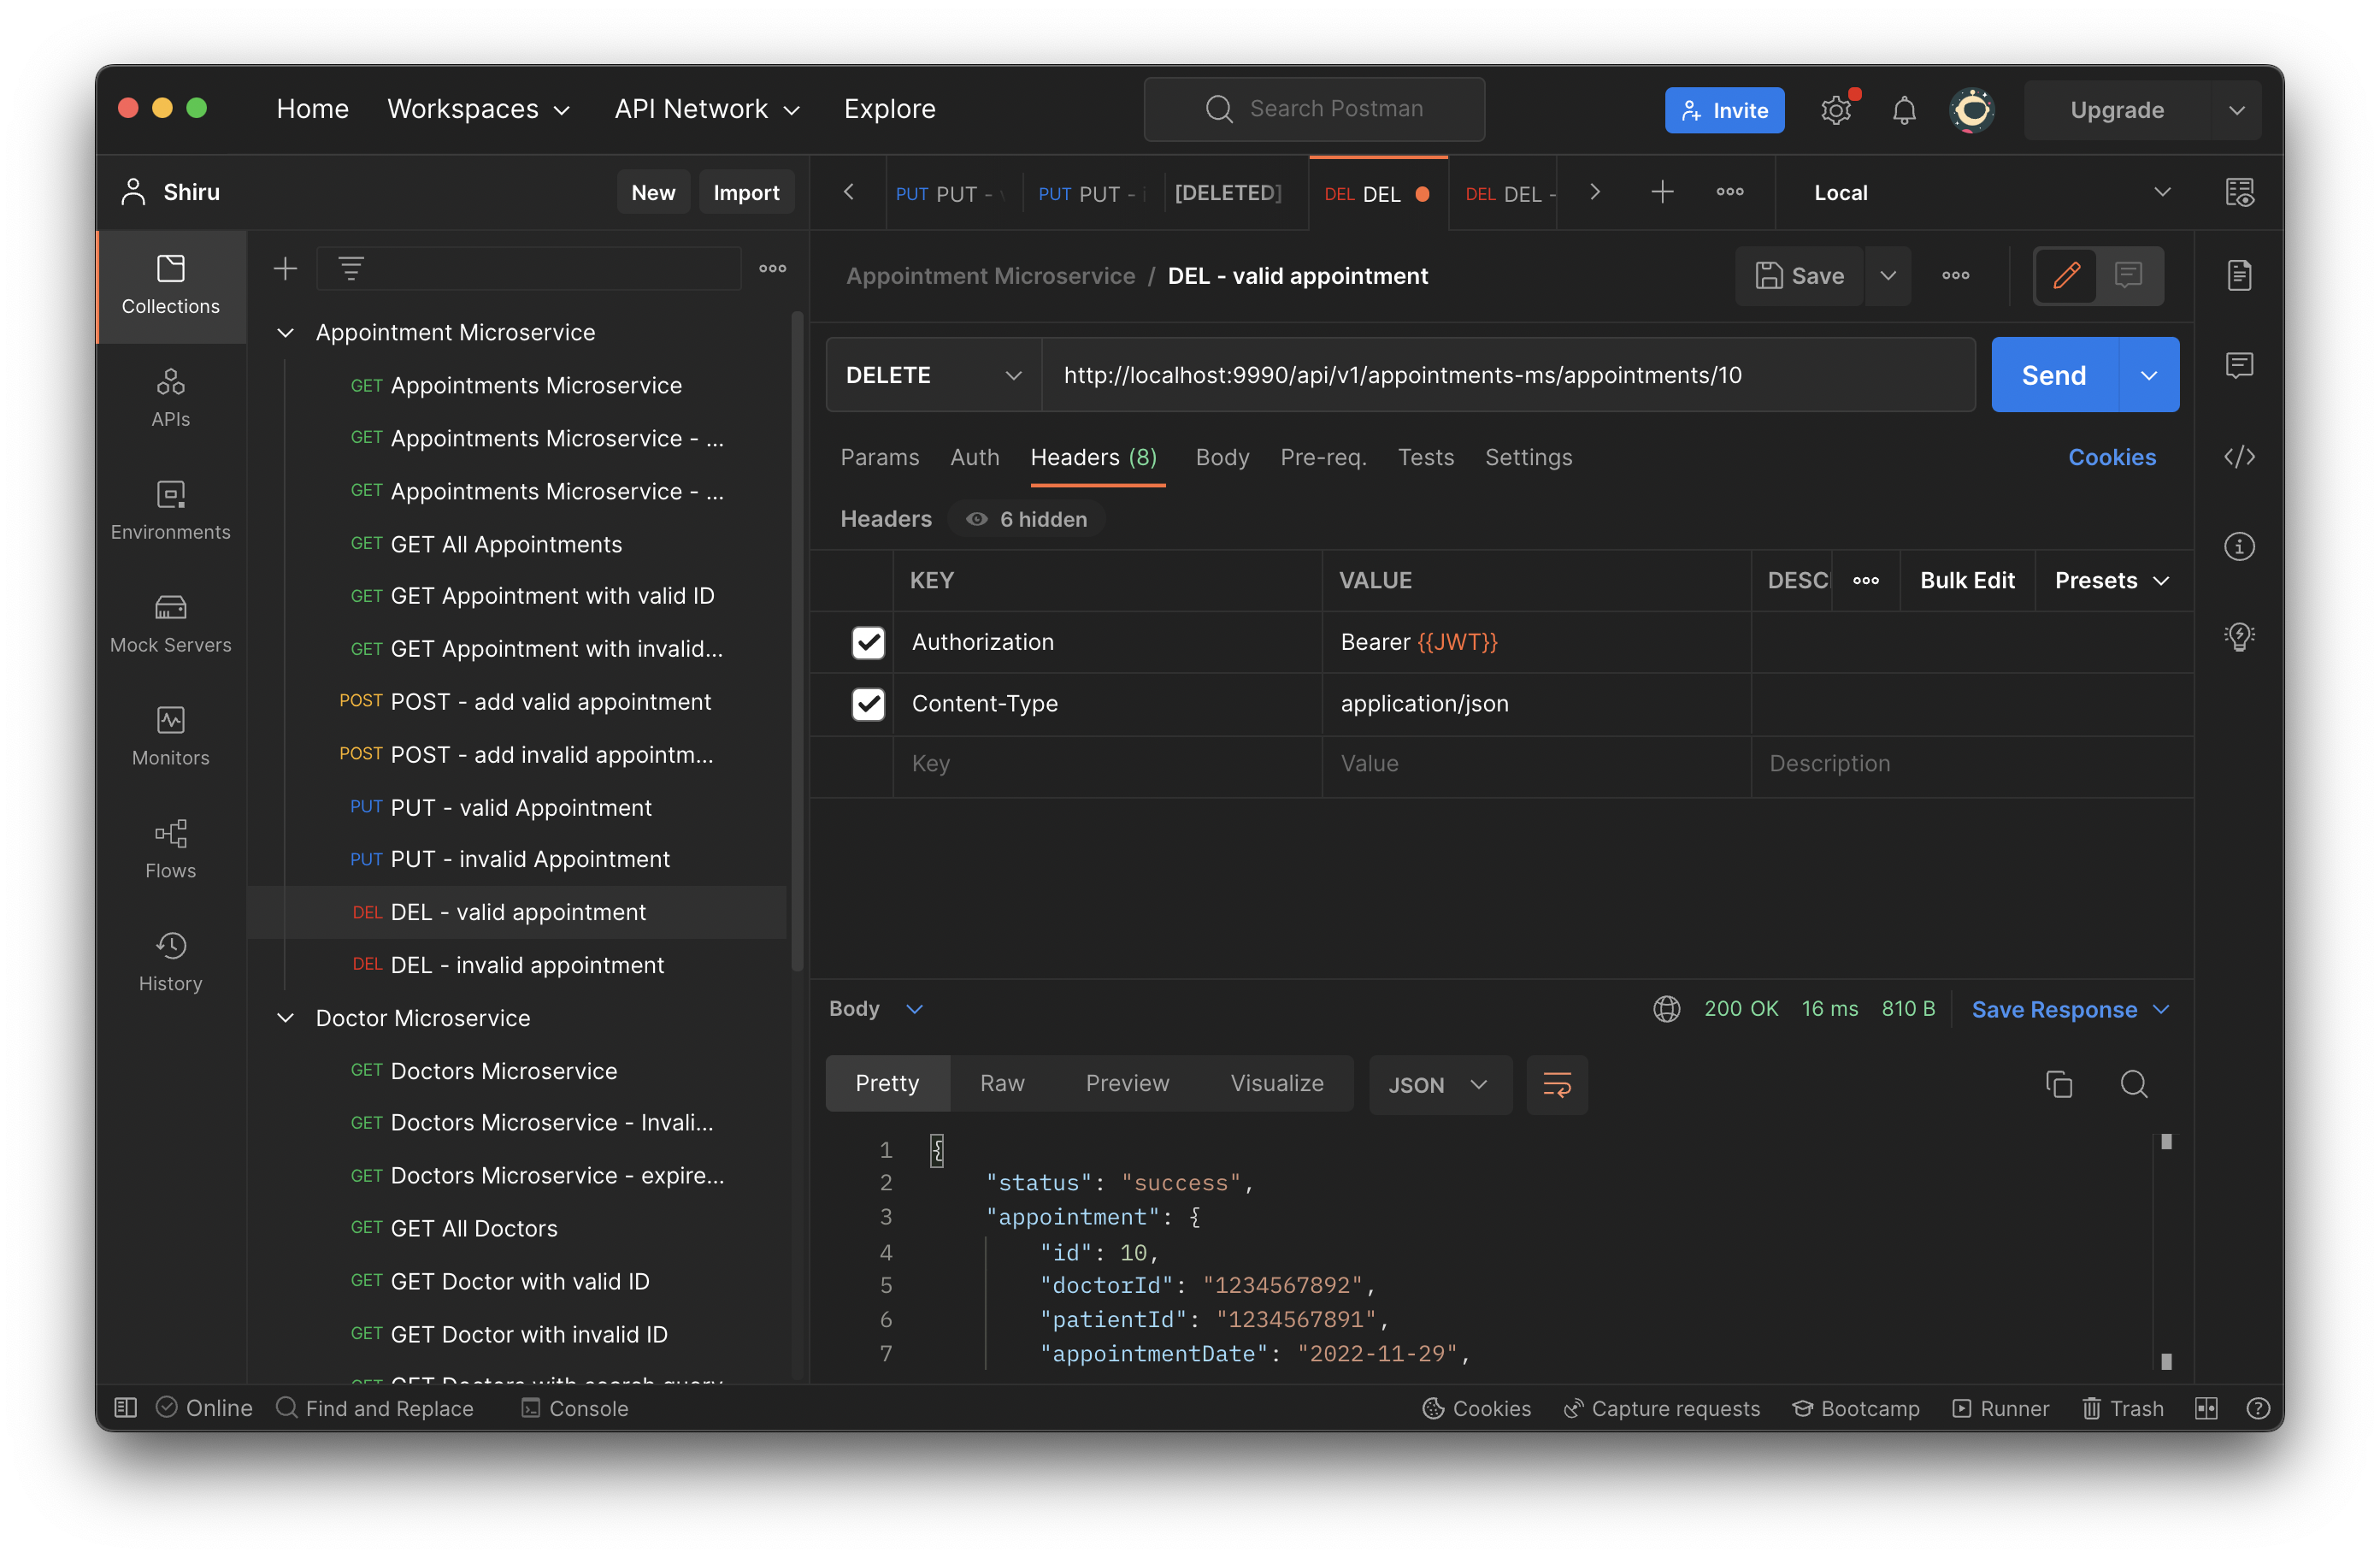 Home Workspaces API Network Explore Search Postman Invite Upgrade
Shiru New Import
PUT PUT - PUT PUT - [DELETED] DEL DEL DEL DEL - Local
Collections
APIs
Environments
Mock Servers
Monitors
Flows
History
Appointment Microservice
GET Appointments Microservice
GET Appointments Microservice - ...
GET Appointments Microservice - ...
GET GET All Appointments
GET GET Appointment with valid ID
GET GET Appointment with invalid...
POST POST - add valid appointment
POST POST - add invalid appointm...
PUT PUT - valid Appointment
PUT PUT - invalid Appointment
DEL DEL - valid appointment
DEL DEL - invalid appointment
Doctor Microservice
GET Doctors Microservice
GET Doctors Microservice - Invali...
GET Doctors Microservice - expire...
GET GET All Doctors
GET GET Doctor with valid ID
GET GET Doctor with invalid ID
GET GET Doctors with search query
Appointment Microservice / DEL - valid appointment Save
DELETE http://localhost:9990/api/v1/appointments-ms/appointments/10 Send
Params Auth Headers (8) Body Pre-req. Tests Settings Cookies
Headers 6 hidden
KEY VALUE DESC Bulk Edit Presets
Authorization Bearer {{JWT}}
Content-Type application/json
Key Value Description
Body 200 OK 16 ms 810 B Save Response
Pretty Raw Preview Visualize JSON
1 {
2 "status": "success",
3 "appointment": {
4 "id": 10,
5 "doctorId": "1234567892",
6 "patientId": "1234567891",
7 "appointmentDate": "2022-11-29",
Online Find and Replace Console Cookies Capture requests Bootcamp Runner Trash